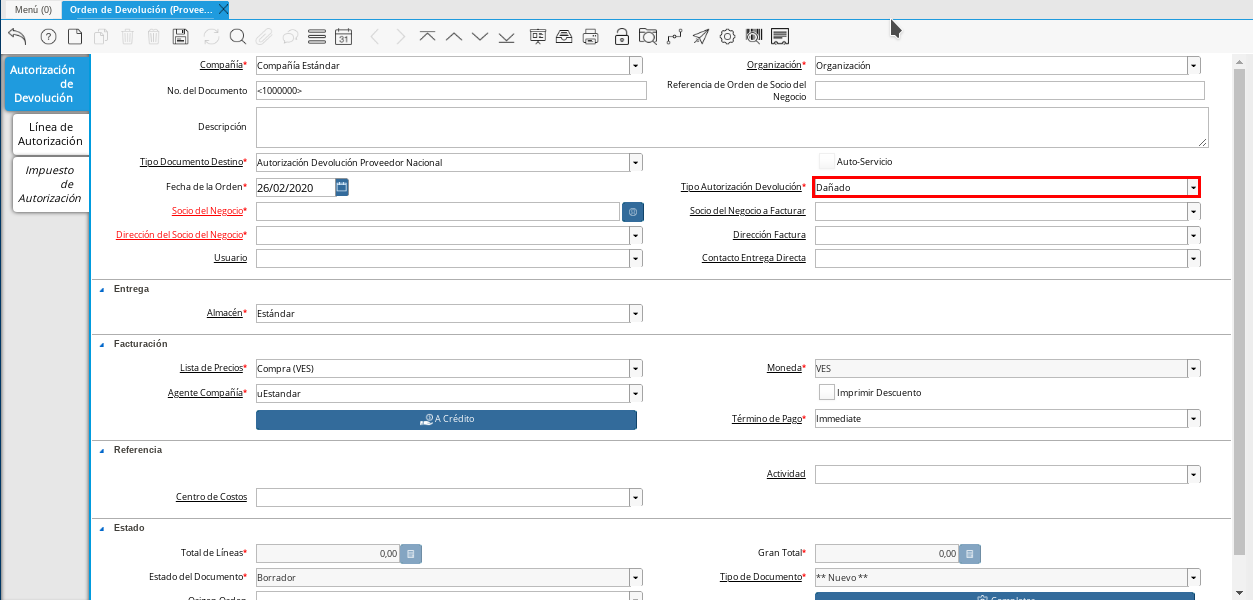 Menú (0)
Orden de Devolución (Provee...
31
Autorización
de
Devolución
Línea de
Autorización
Impuesto
de
Autorización
Compañía* Compañía Estándar
Organización* Organización
No. del Documento <1000000>
Referencia de Orden de Socio del
Negocio
Descripción
Tipo Documento Destino* Autorización Devolución Proveedor Nacional
Auto-Servicio
Fecha de la Orden* 26/02/2020
Tipo Autorización Devolución* Dañado
Socio del Negocio*
Socio del Negocio a Facturar
Dirección del Socio del Negocio*
Dirección Factura
Usuario
Contacto Entrega Directa
Entrega
Almacén* Estándar
Facturación
Lista de Precios* Compra (VES)
Moneda* VES
Agente Compañía* uEstandar
Imprimir Descuento
A Crédito
Término de Pago* Immediate
Referencia
Actividad
Centro de Costos
Estado
Total de Líneas* 0,00
Gran Total* 0,00
Estado del Documento* Borrador
Tipo de Documento* ** Nuevo **
Origen Orden
Completar